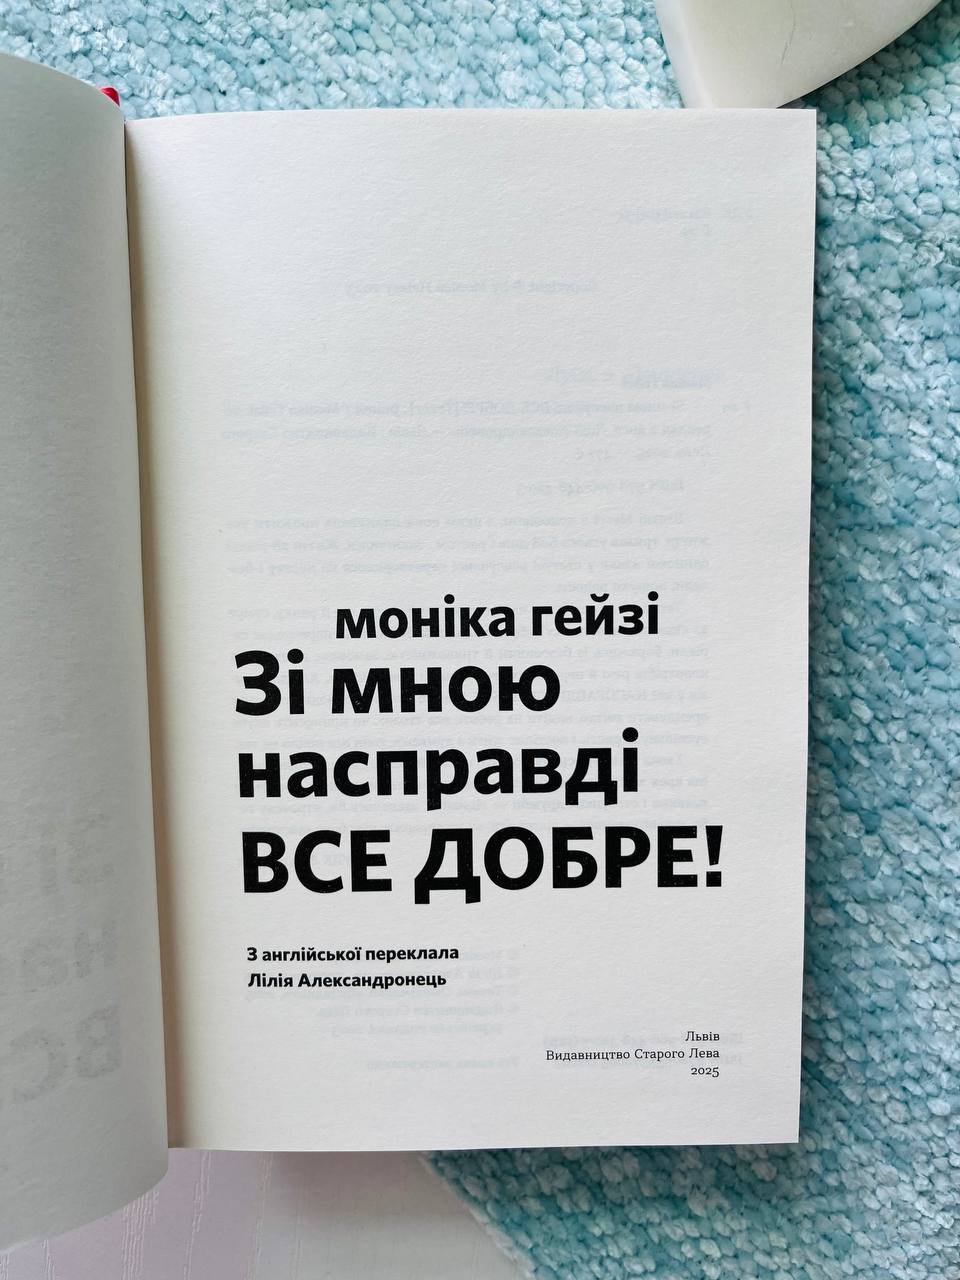 моніка гейзі
Зі мною
насправді
ВСЕ ДОБРЕ!
З англійської переклала
Лілія Александронець
Львів
Видавництво Старого Лева
2025